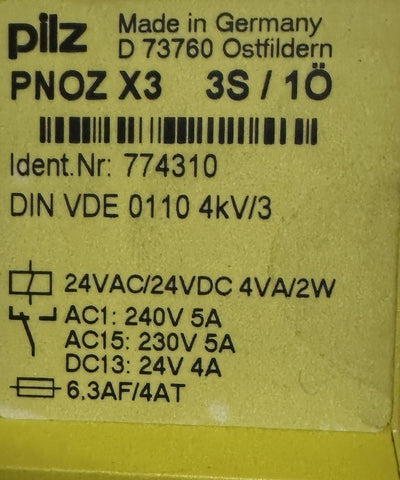 pilz Made in Germany
D 73760 Ostfildern
PNOZ X3 3S / 1Ö
Ident.Nr: 774310
DIN VDE 0110 4kV/3
24VAC/24VDC 4VA/2W
AC1: 240V 5A
AC15: 230V 5A
DC13: 24V 4A
6,3AF/4AT